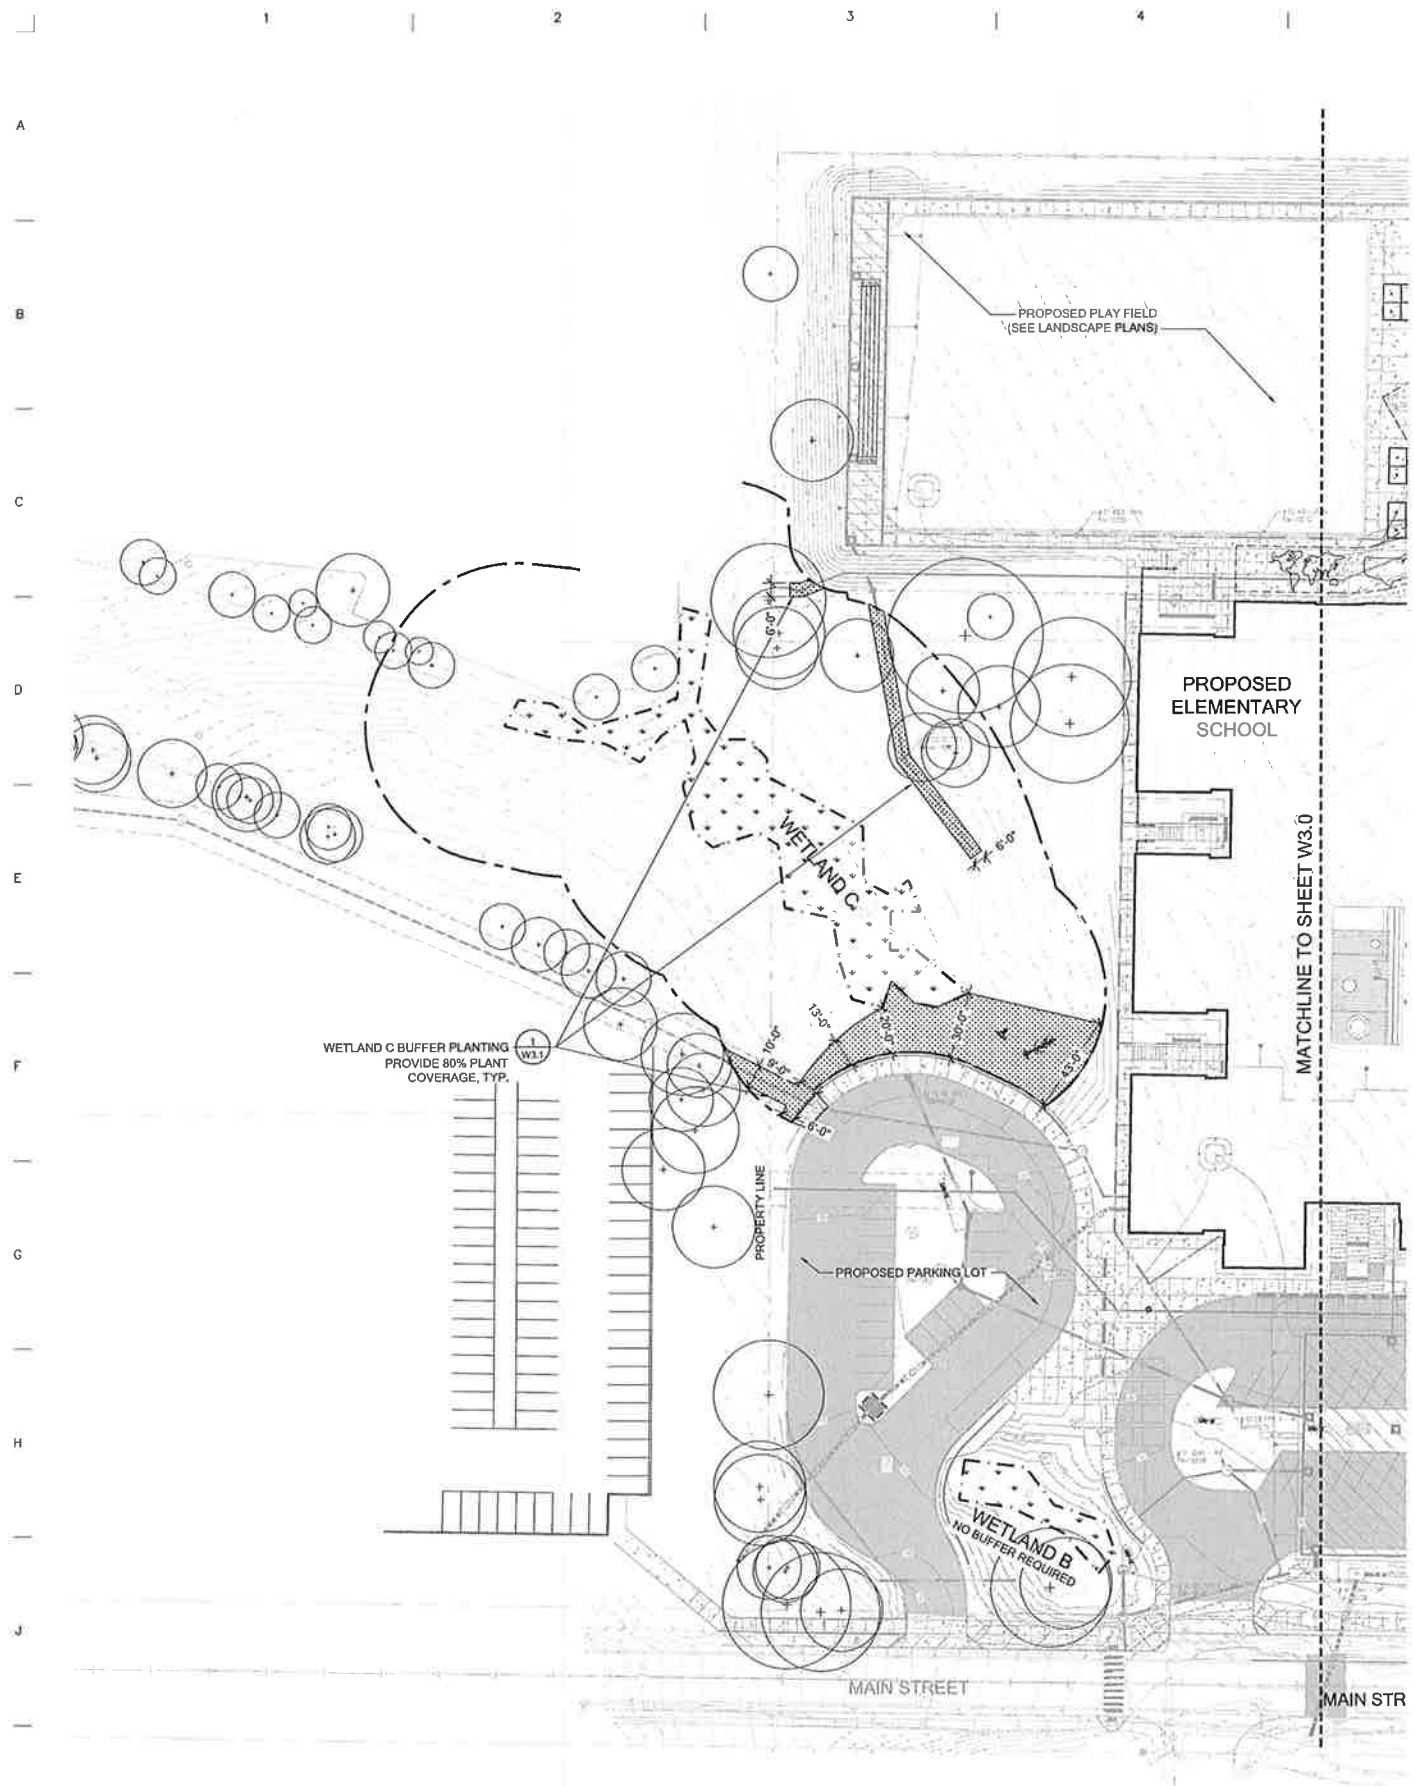 1
2
3
4
A
B
PROPOSED PLAY FIELD
(SEE LANDSCAPE PLANS)
C
6'-0"
D
PROPOSED
ELEMENTARY
SCHOOL
WETLAND C
6'-0"
MATCHLINE TO SHEET W3.0
E
13'-0"
20'-0"
30'-0"
43'-0"
10'-0"
9'-0"
6'-0"
WETLAND C BUFFER PLANTING
PROVIDE 80% PLANT
COVERAGE, TYP.
1
W3.1
F
PROPERTY LINE
G
PROPOSED PARKING LOT
H
WETLAND B
NO BUFFER REQUIRED
J
MAIN STREET
MAIN STR